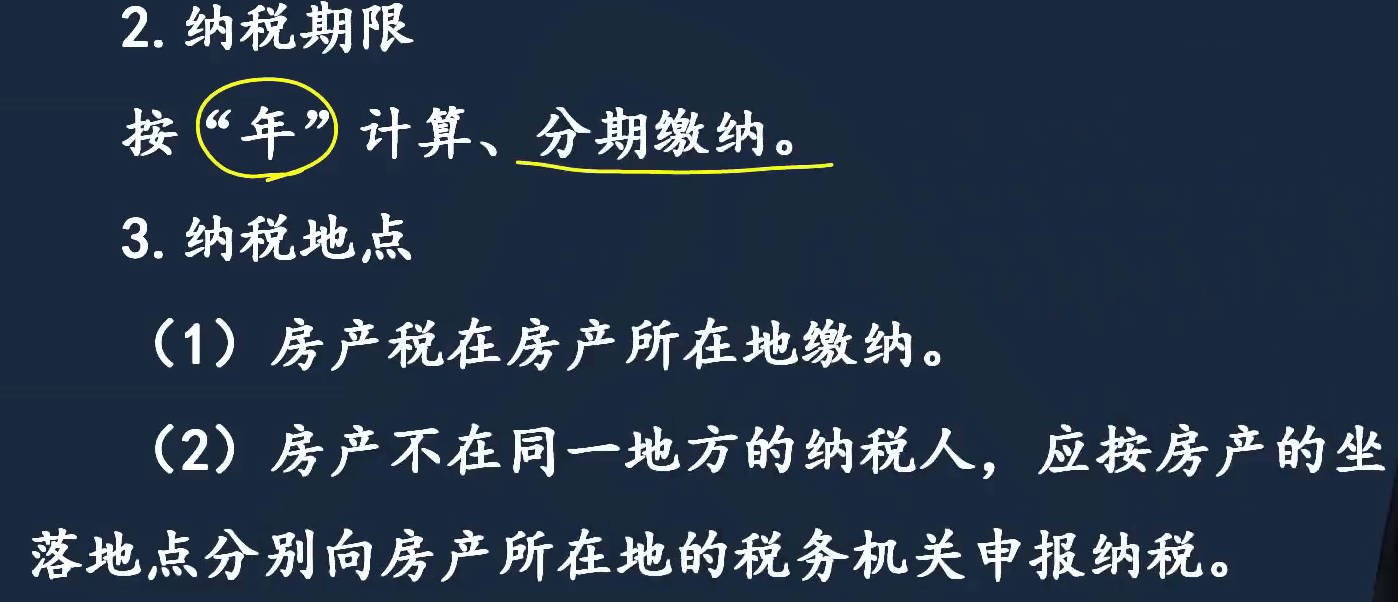 2. 纳税期限
按“年”计算、分期缴纳。
3. 纳税地点
（1）房产税在房产所在地缴纳。
（2）房产不在同一地方的纳税人，应按房产的坐
落地点分别向房产所在地的税务机关申报纳税。